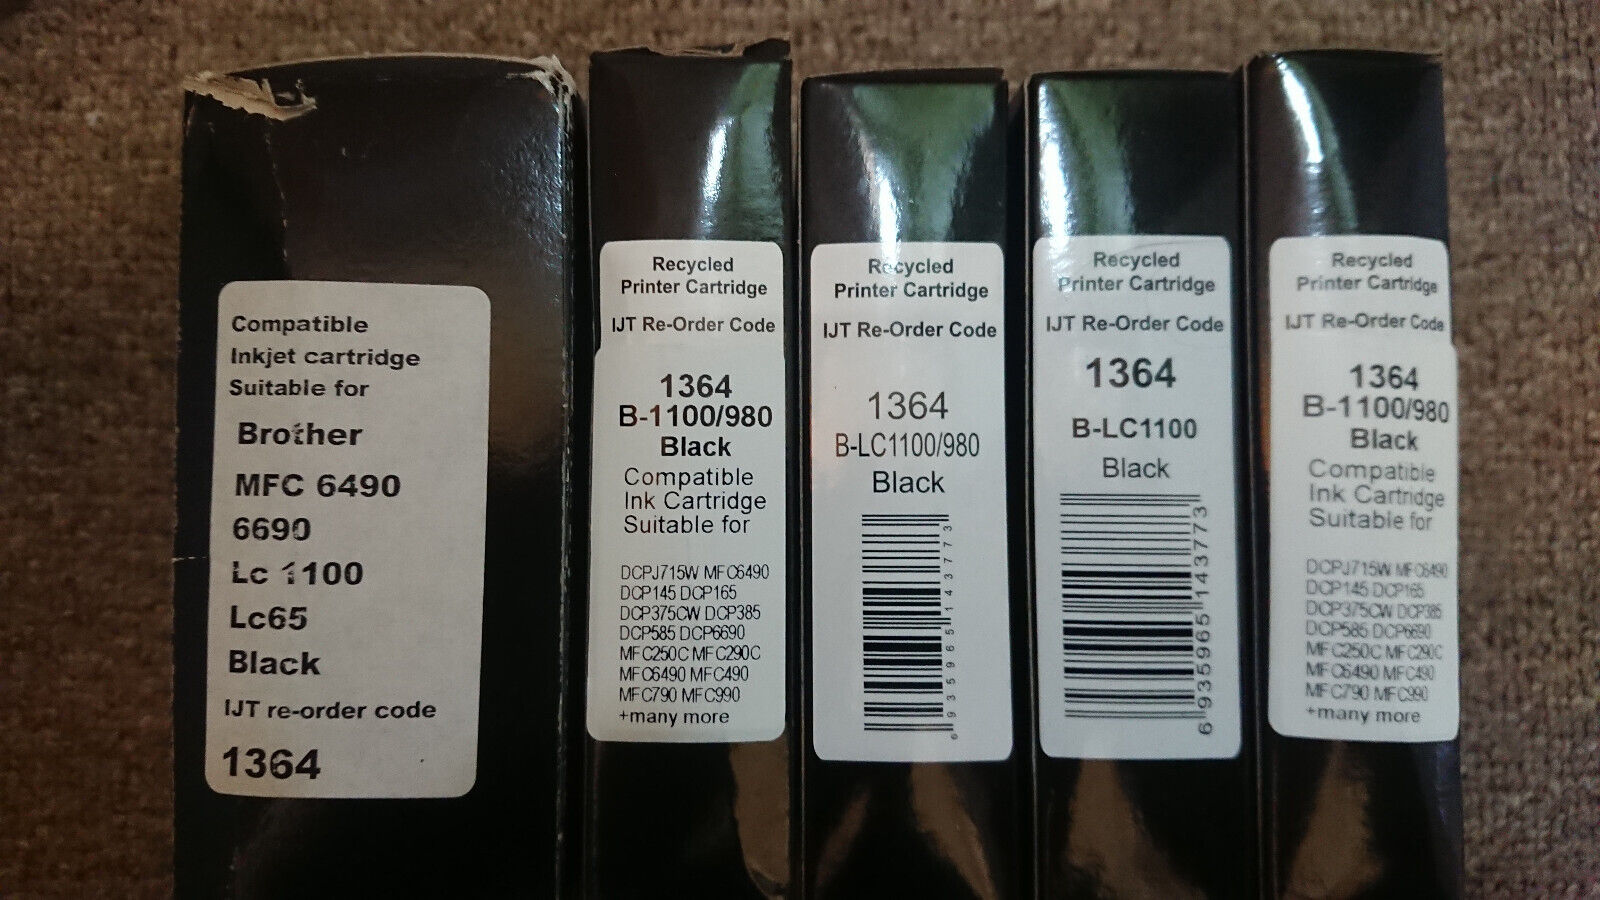 Compatible
Inkjet cartridge
Suitable for
Brother
MFC 6490
6690
Lc 1100
Lc65
Black
IJT re-order code
1364
Recycled
Printer Cartridge
IJT Re-Order Code
1364
B-1100/980
Black
Compatible
Ink Cartridge
Suitable for
DCPJ715W MFC6490
DCP145 DCP165
DCP375CW DCP385
DCP585 DCP6690
MFC250C MFC290C
MFC6490 MFC490
MFC790 MFC990
+many more
Recycled
Printer Cartridge
IJT Re-Order Code
1364
B-LC1100/980
Black
6935965143773
Recycled
Printer Cartridge
IJT Re-Order Code
1364
B-LC1100
Black
6935965143773
Recycled
Printer Cartridge
IJT Re-Order Code
1364
B-1100/980
Black
Compatible
Ink Cartridge
Suitable for
DCPJ715W MFC6490
DCP145 DCP165
DCP375CW DCP385
DCP585 DCP6690
MFC250C MFC290C
MFC6490 MFC490
MFC790 MFC990
+many more